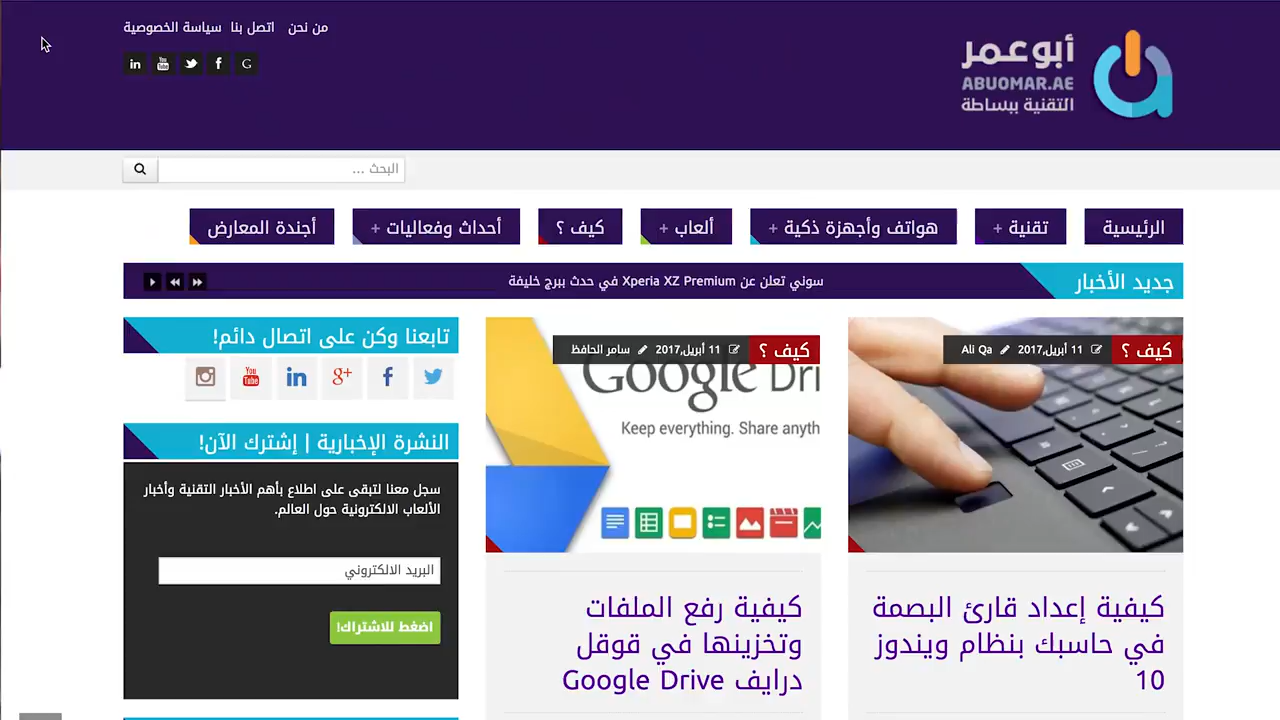 من نحن
اتصل بنا
سياسة الخصوصية
أبوعمر
ABUOMAR.AE
التقنية ببساطة
البحث ...
الرئيسية
تقنية +
هواتف وأجهزة ذكية +
ألعاب +
كيف ؟
أحداث وفعاليات +
أجندة المعارض
جديد الأخبار
سوني تعلن عن Xperia XZ Premium في حدث ببرج خليفة
كيف ؟
11 أبريل,2017
Ali Qa
كيفية إعداد قارئ البصمة
في حاسبك بنظام ويندوز
10
كيف ؟
11 أبريل,2017
سامر الحافظ
Google Dri
Keep everything. Share anyth
كيفية رفع الملفات
وتخزينها في قوقل
درايف Google Drive
تابعنا وكن على اتصال دائم!
النشرة الإخبارية | إشترك الآن!
سجل معنا لتبقى على اطلاع بأهم الأخبار التقنية وأخبار
الألعاب الالكترونية حول العالم.
البريد الالكتروني
اضغط للاشتراك!